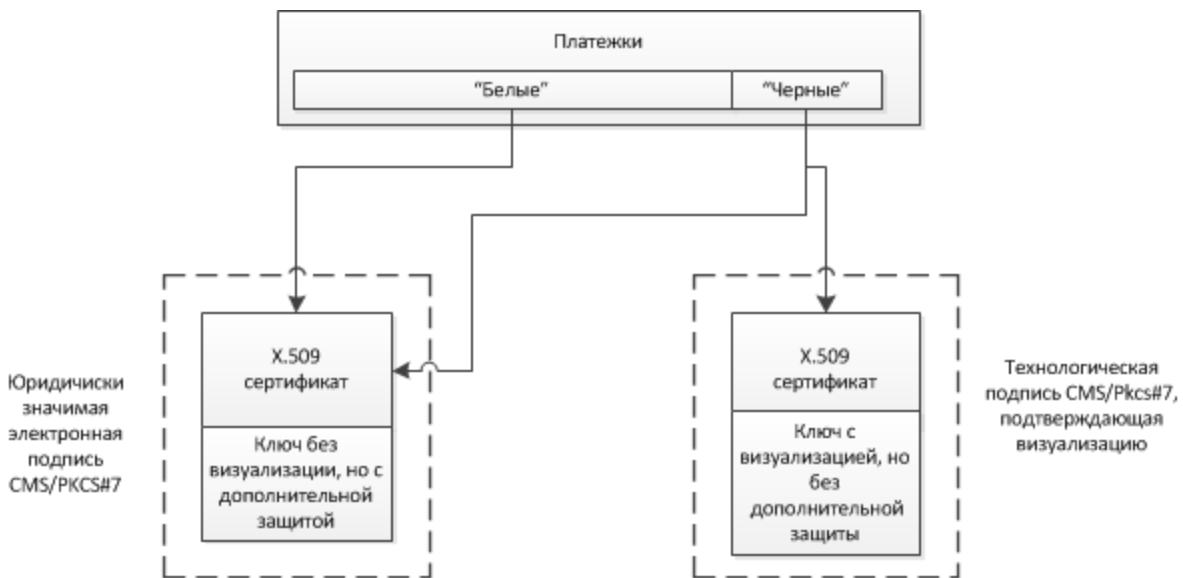 Платежки
“Белые”
“Черные”
X.509
сертификат
Ключ без
визуализации, но с
дополнительной
защитой
Юридичиски
значимая
электронная
подпись
CMS/PKCS#7
X.509
сертификат
Ключ с
визуализацией, но
без
дополнительной
защиты
Технологическая
подпись CMS/Pkcs#7,
подтверждающая
визуализацию